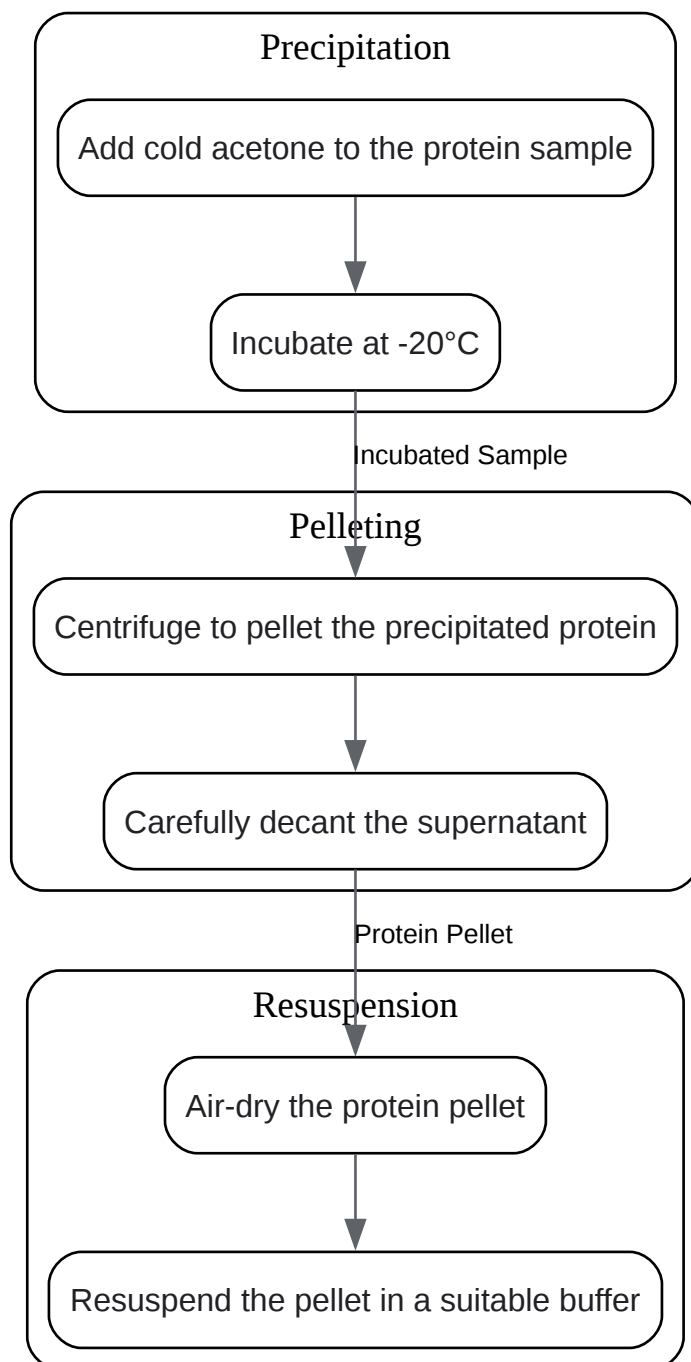 Precipitation
Add cold acetone to the protein sample
Incubate at -20°C
Incubated Sample
Pelleting
Centrifuge to pellet the precipitated protein
Carefully decant the supernatant
Protein Pellet
Resuspension
Air-dry the protein pellet
Resuspend the pellet in a suitable buffer